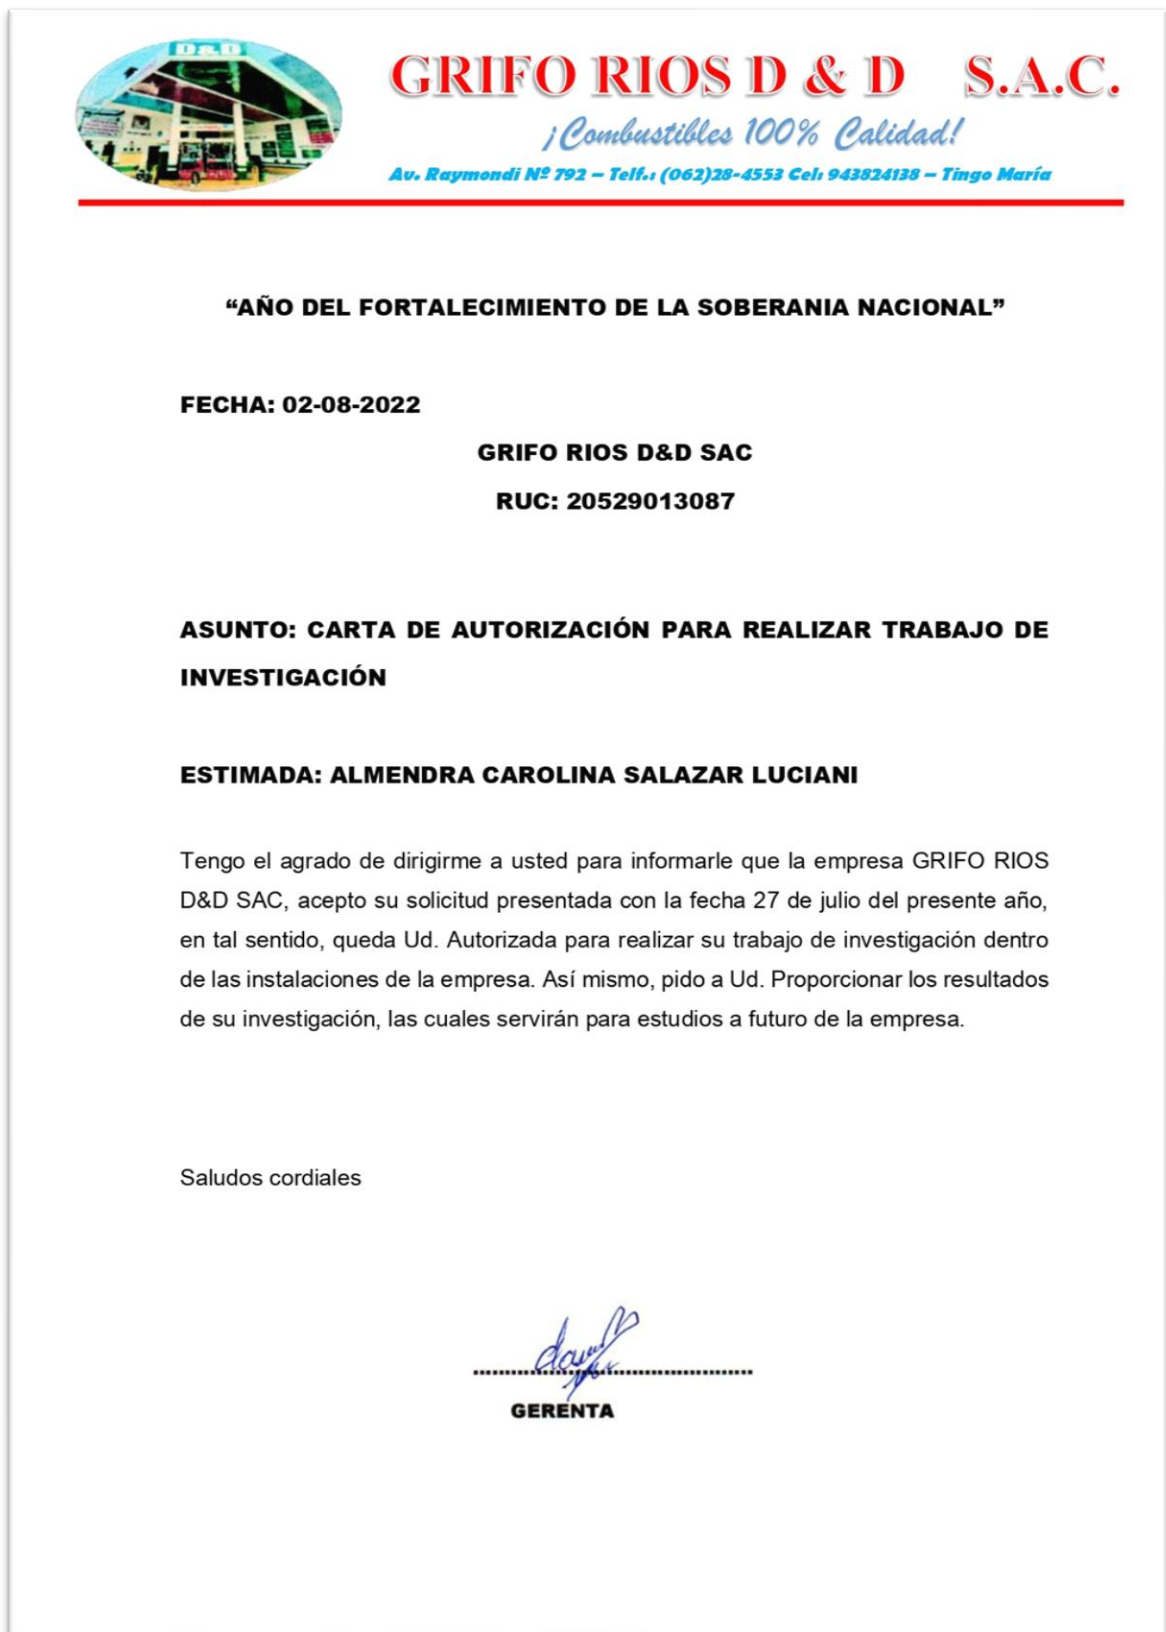 D&D
GRIFO RIOS D & D S.A.C.
¡Combustibles 100% Calidad!
Av. Raymondi Nº 792 – Telf.: (062)28-4553 Cel: 943824138 – Tingo María
“AÑO DEL FORTALECIMIENTO DE LA SOBERANIA NACIONAL”
FECHA: 02-08-2022
GRIFO RIOS D&D SAC
RUC: 20529013087
ASUNTO: CARTA DE AUTORIZACIÓN PARA REALIZAR TRABAJO DE
INVESTIGACIÓN
ESTIMADA: ALMENDRA CAROLINA SALAZAR LUCIANI
Tengo el agrado de dirigirme a usted para informarle que la empresa GRIFO RIOS
D&D SAC, acepto su solicitud presentada con la fecha 27 de julio del presente año,
en tal sentido, queda Ud. Autorizada para realizar su trabajo de investigación dentro
de las instalaciones de la empresa. Así mismo, pido a Ud. Proporcionar los resultados
de su investigación, las cuales servirán para estudios a futuro de la empresa.
Saludos cordiales
GERENTA